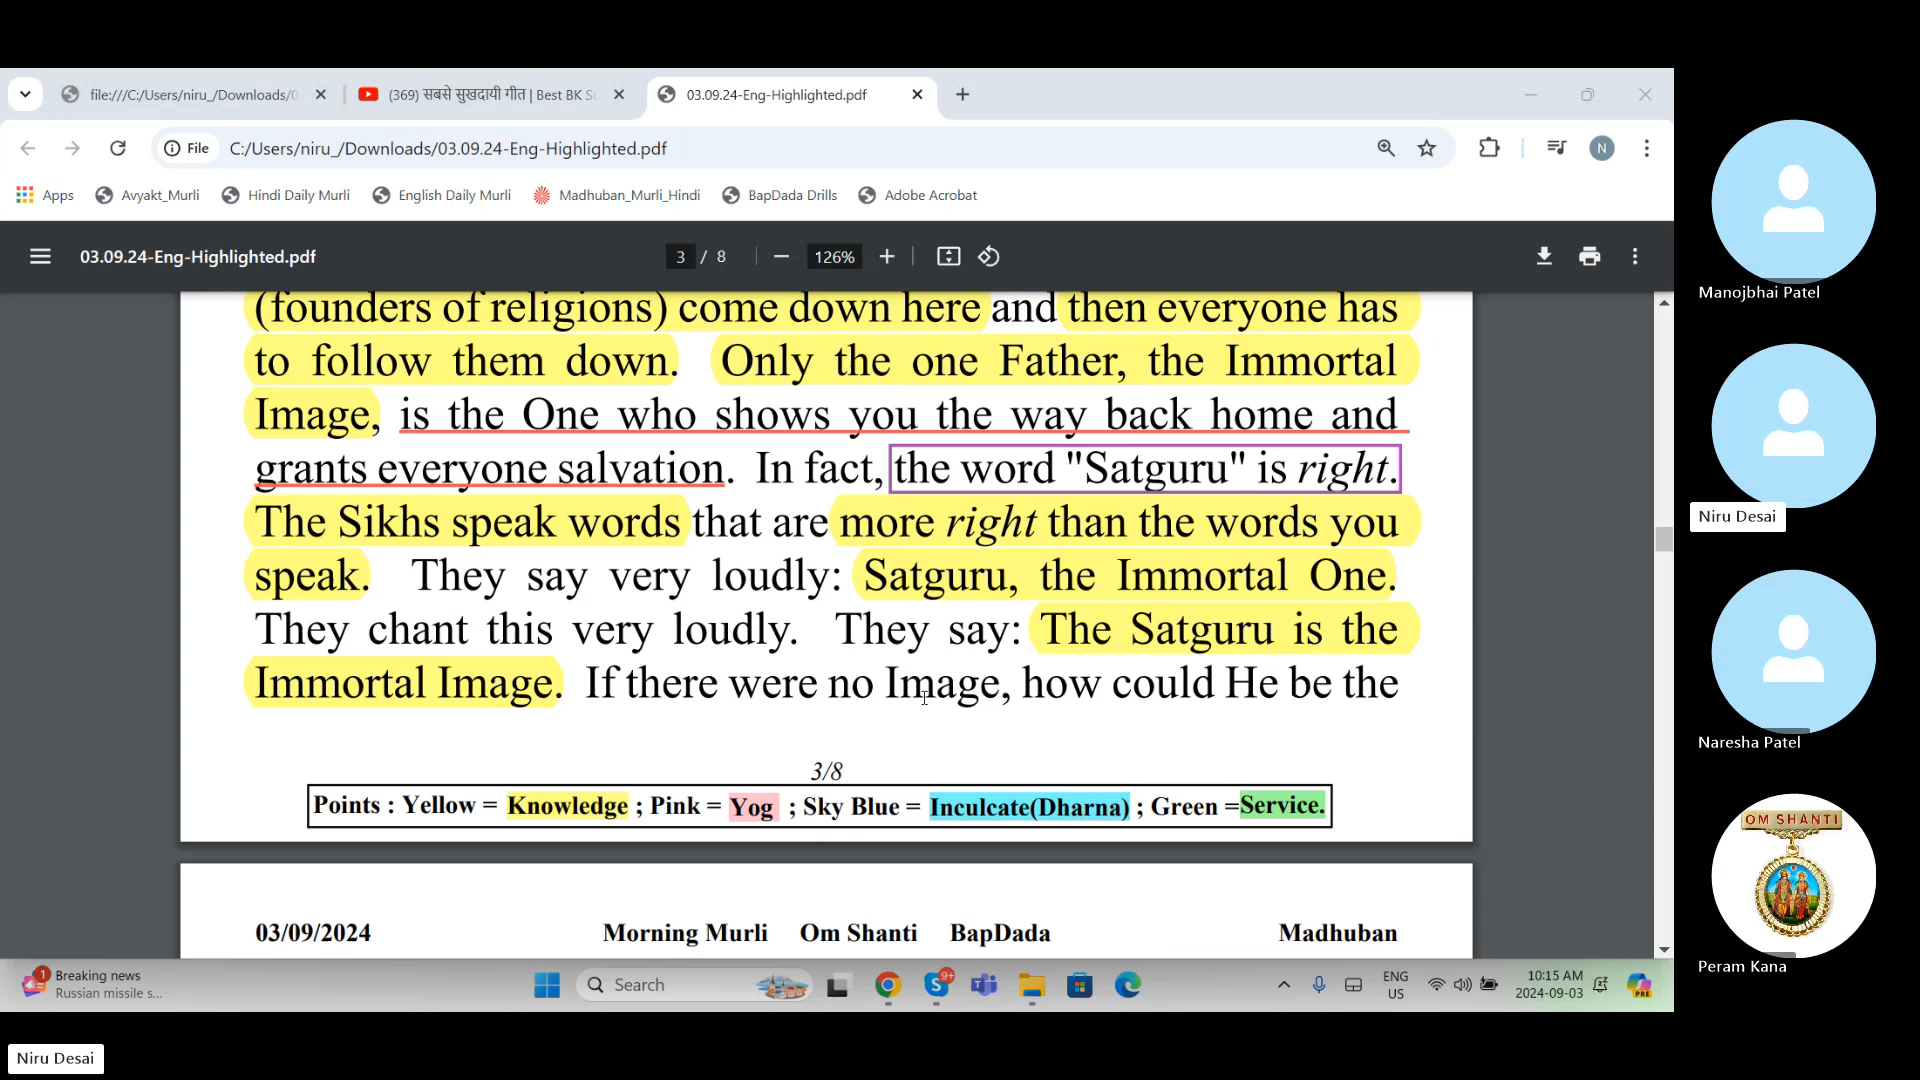 file:///C:/Users/niru_/Downloads/0
(369) सबसे सुखदायी गीत | Best BK S
03.09.24-Eng-Highlighted.pdf
File
C:/Users/niru_/Downloads/03.09.24-Eng-Highlighted.pdf
N
Apps
Avyakt_Murli
Hindi Daily Murli
English Daily Murli
Madhuban_Murli_Hindi
BapDada Drills
Adobe Acrobat
03.09.24-Eng-Highlighted.pdf
3 / 8
126%
(founders of religions) come down here and then everyone has
to follow them down. Only the one Father, the Immortal
Image, is the One who shows you the way back home and
grants everyone salvation. In fact, the word "Satguru" is right.
The Sikhs speak words that are more right than the words you
speak. They say very loudly: Satguru, the Immortal One.
They chant this very loudly. They say: The Satguru is the
Immortal Image. If there were no Image, how could He be the
3/8
Points : Yellow = Knowledge ; Pink = Yog ; Sky Blue = Inculcate(Dharna) ; Green =Service.
03/09/2024 Morning Murli Om Shanti BapDada Madhuban
1
Breaking news
Russian missile s...
Search
9+
ENG
US
10:15 AM
2024-09-03
PRE
Manojbhai Patel
Niru Desai
Naresha Patel
OM SHANTI
Peram Kana
Niru Desai